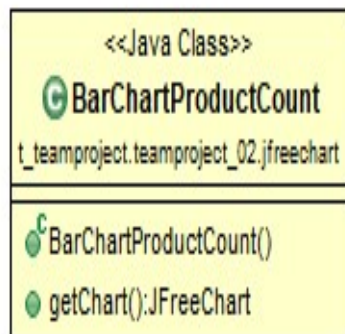 <<Java Class>>
C BarChartProductCount
t_teamproject.teamproject_02.jfreechart
C BarChartProductCount()
getChart():JFreeChart